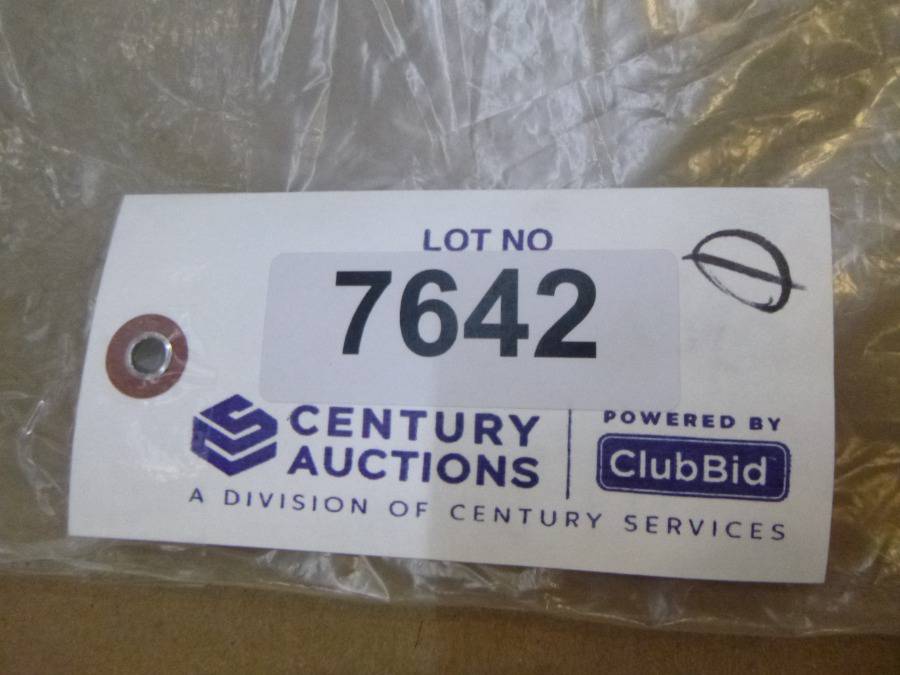 LOT NO
7642
CENTURY
AUCTIONS
A DIVISION OF CENTURY SERVICES
POWERED BY
ClubBid